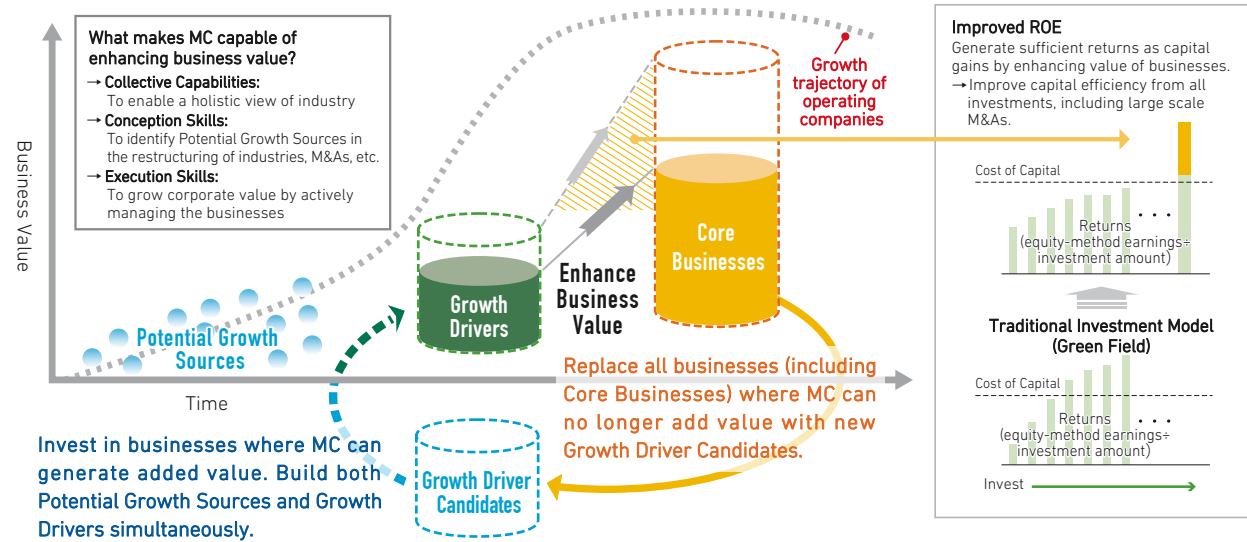 What makes MC capable of
enhancing business value?
→ Collective Capabilities:
To enable a holistic view of industry
→ Conception Skills:
To identify Potential Growth Sources in
the restructuring of industries, M&As, etc.
→ Execution Skills:
To grow corporate value by actively
managing the businesses
Business Value
Time
Potential Growth
Sources
Growth
Drivers
Enhance
Business
Value
Core
Businesses
Growth
trajectory of
operating
companies
Invest in businesses where MC can
generate added value. Build both
Potential Growth Sources and Growth
Drivers simultaneously.
Growth Driver
Candidates
Replace all businesses (including
Core Businesses) where MC can
no longer add value with new
Growth Driver Candidates.
Improved ROE
Generate sufficient returns as capital
gains by enhancing value of businesses.
→ Improve capital efficiency from all
investments, including large scale
M&As.
Cost of Capital
Returns
(equity-method earnings÷
investment amount)
Traditional Investment Model
(Green Field)
Cost of Capital
Returns
(equity-method earnings÷
investment amount)
Invest